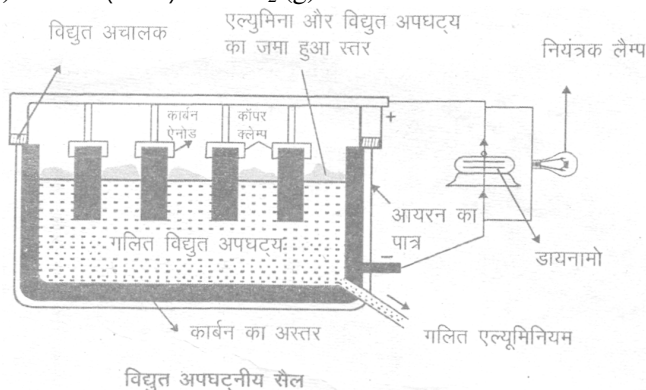 विद्युत अचालक
एल्युमिना और विद्युत अपघट्य
का जमा हुआ स्तर
नियंत्रक लैम्प
कार्बन
ऐनोड
कॉपर
क्लेम्प
+
आयरन का
पात्र
गलित विद्युत अपघट्य
−
डायनामो
कार्बन का अस्तर
गलित एल्यूमिनियम
विद्युत अपघट्नीय सैल